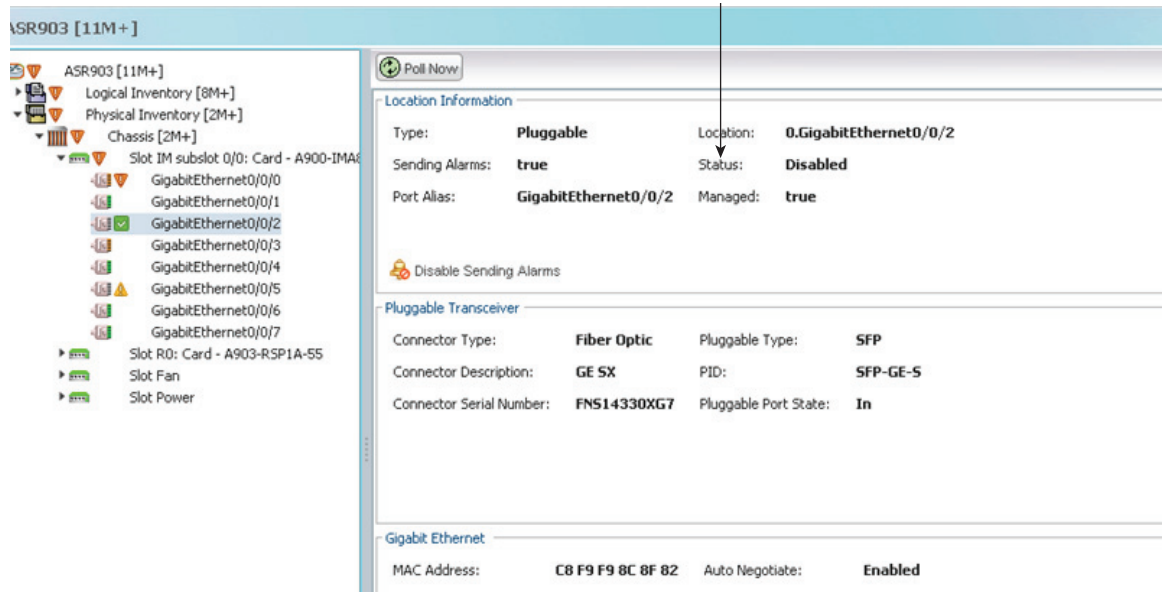 ASR903 [11M+]
ASR903 [11M+]
Logical Inventory [8M+]
Physical Inventory [2M+]
Chassis [2M+]
Slot IM subslot 0/0: Card - A900-IMA8
GigabitEthernet0/0/0
GigabitEthernet0/0/1
GigabitEthernet0/0/2
GigabitEthernet0/0/3
GigabitEthernet0/0/4
GigabitEthernet0/0/5
GigabitEthernet0/0/6
GigabitEthernet0/0/7
Slot R0: Card - A903-RSP1A-55
Slot Fan
Slot Power
Poll Now
Location Information
Type: Pluggable Location: 0.GigabitEthernet0/0/2
Sending Alarms: true Status: Disabled
Port Alias: GigabitEthernet0/0/2 Managed: true
Disable Sending Alarms
Pluggable Transceiver
Connector Type: Fiber Optic Pluggable Type: SFP
Connector Description: GE SX PID: SFP-GE-S
Connector Serial Number: FNS14330XG7 Pluggable Port State: In
Gigabit Ethernet
MAC Address: C8 F9 F9 8C 8F 82 Auto Negotiate: Enabled